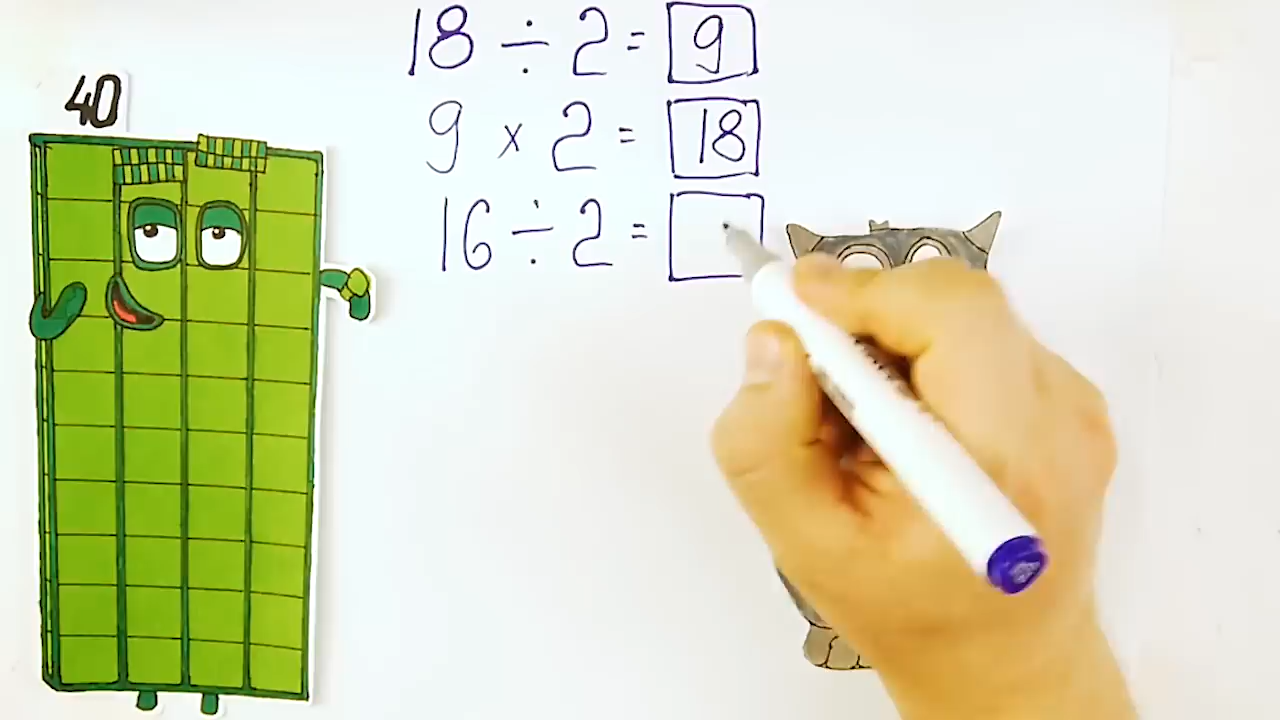 18 ÷ 2 = 9
40
9 × 2 = 18
16 ÷ 2 =